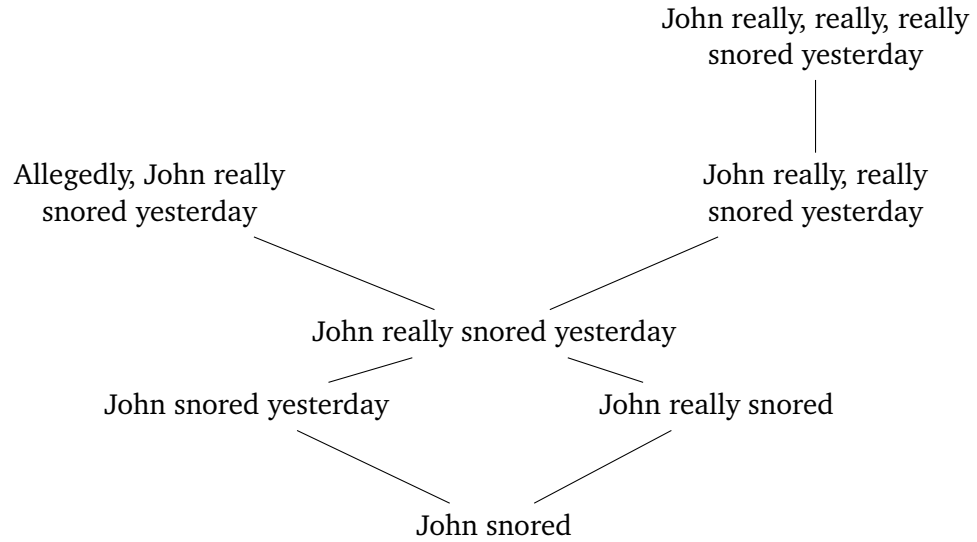 John really, really, really
snored yesterday
Allegedly, John really
snored yesterday
John really, really
snored yesterday
John really snored yesterday
John snored yesterday
John really snored
John snored